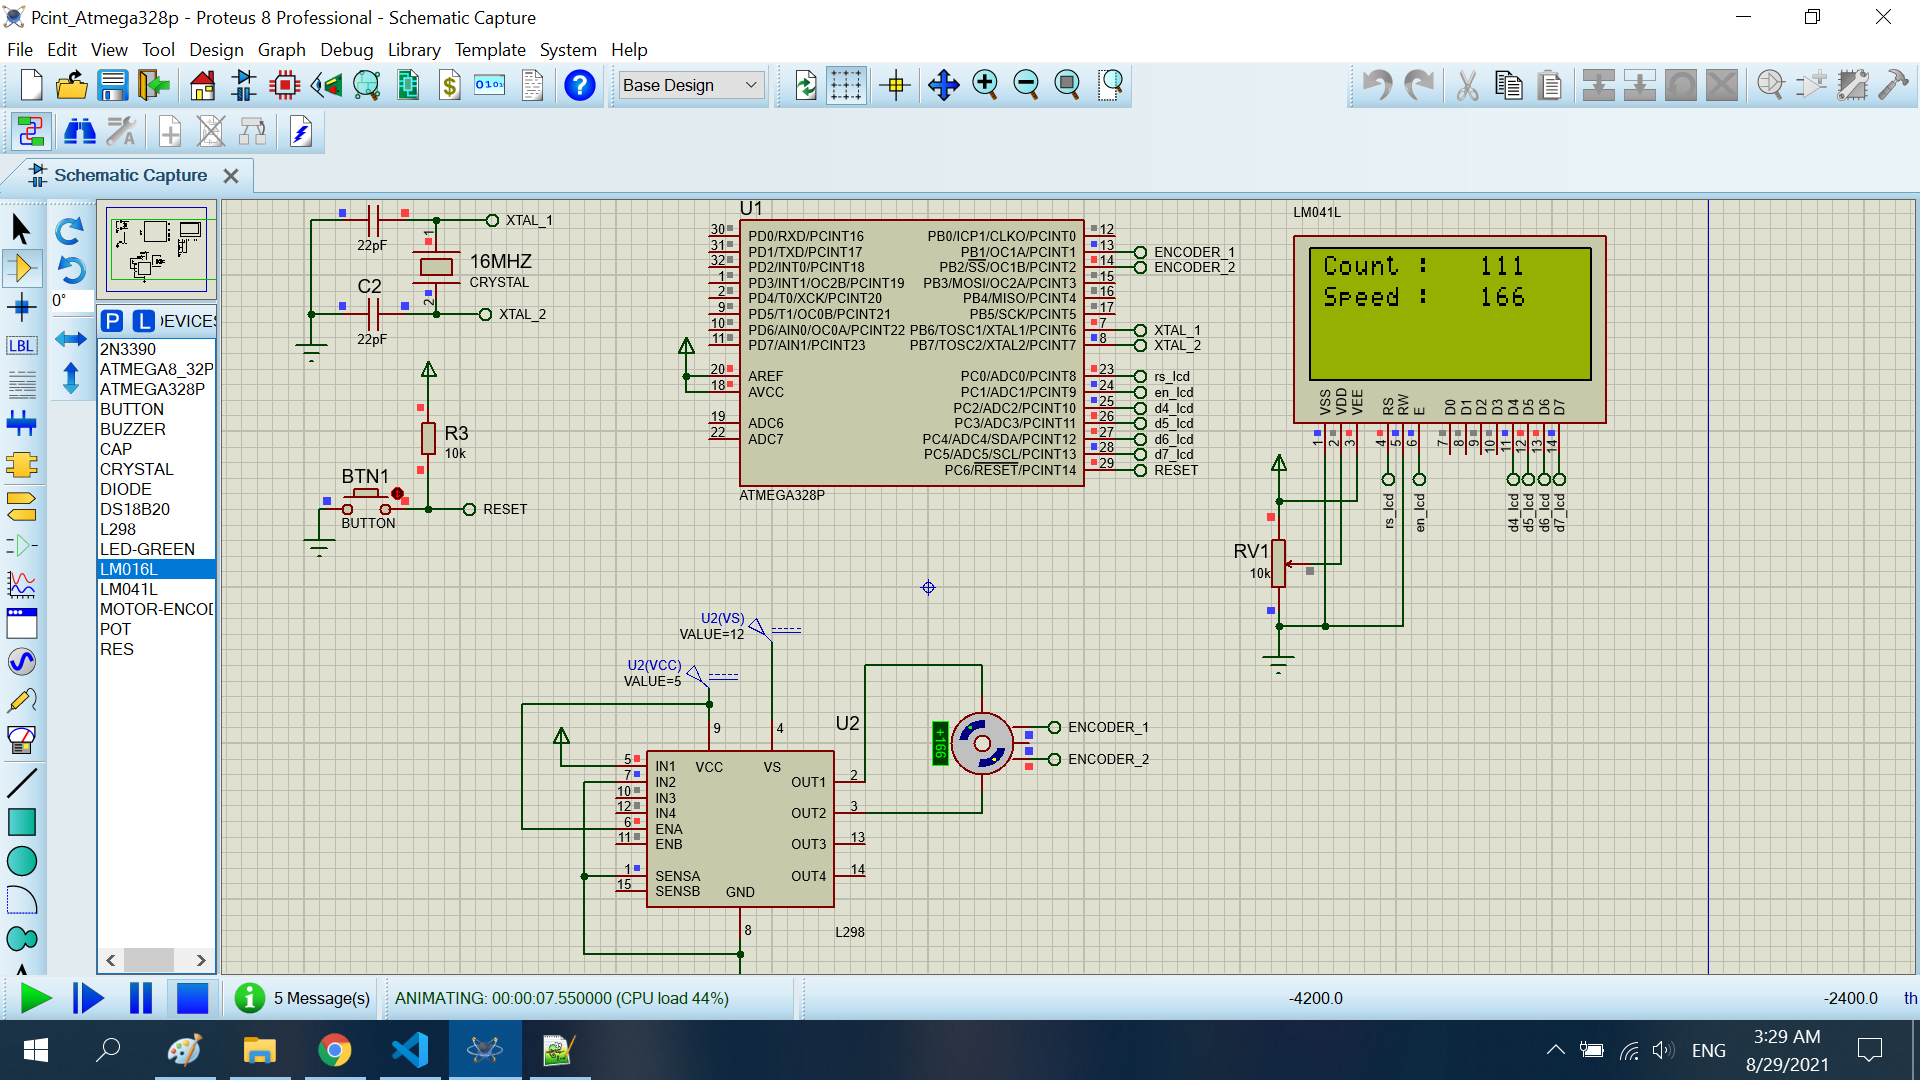 Pcint_Atmega328p - Proteus 8 Professional - Schematic Capture
File Edit View Tool Design Graph Debug Library Template System Help
Base Design
Schematic Capture
0°
P L DEVICES
2N3390
ATMEGA8_32P
ATMEGA328P
BUTTON
BUZZER
CAP
CRYSTAL
DIODE
DS18B20
L298
LED-GREEN
LM016L
LM041L
MOTOR-ENCOD
POT
RES
LBL
22pF
XTAL_1
1
16MHZ
CRYSTAL
2
C2
22pF
XTAL_2
R3
10k
BTN1
BUTTON
RESET
U1
30 PD0/RXD/PCINT16
31 PD1/TXD/PCINT17
32 PD2/INT0/PCINT18
1 PD3/INT1/OC2B/PCINT19
2 PD4/T0/XCK/PCINT20
9 PD5/T1/OC0B/PCINT21
10 PD6/AIN0/OC0A/PCINT22
11 PD7/AIN1/PCINT23
20 AREF
18 AVCC
19 ADC6
22 ADC7
PB0/ICP1/CLKO/PCINT0 12
PB1/OC1A/PCINT1 13 ENCODER_1
PB2/SS/OC1B/PCINT2 14 ENCODER_2
PB3/MOSI/OC2A/PCINT3 15
PB4/MISO/PCINT4 16
PB5/SCK/PCINT5 17
PB6/TOSC1/XTAL1/PCINT6 7 XTAL_1
PB7/TOSC2/XTAL2/PCINT7 8 XTAL_2
PC0/ADC0/PCINT8 23 rs_lcd
PC1/ADC1/PCINT9 24 en_lcd
PC2/ADC2/PCINT10 25 d4_lcd
PC3/ADC3/PCINT11 26 d5_lcd
PC4/ADC4/SDA/PCINT12 27 d6_lcd
PC5/ADC5/SCL/PCINT13 28 d7_lcd
PC6/RESET/PCINT14 29 RESET
ATMEGA328P
LM041L
Count : 111
Speed : 166
VSS VDD VEE RS RW E D0 D1 D2 D3 D4 D5 D6 D7
1 2 3 4 5 6 7 8 9 10 11 12 13 14
rs_lcd en_lcd d4_lcd d5_lcd d6_lcd d7_lcd
RV1
10k
U2(VS)
VALUE=12
U2(VCC)
VALUE=5
9 4
U2
5 IN1
7 IN2
10 IN3
12 IN4
6 ENA
11 ENB
1 SENSA
15 SENSB
VCC VS
OUT1 2
OUT2 3
OUT3 13
OUT4 14
GND
8
L298
+166
ENCODER_1
ENCODER_2
5 Message(s)
ANIMATING: 00:00:07.550000 (CPU load 44%)
-4200.0
-2400.0
th
ENG
3:29 AM
8/29/2021